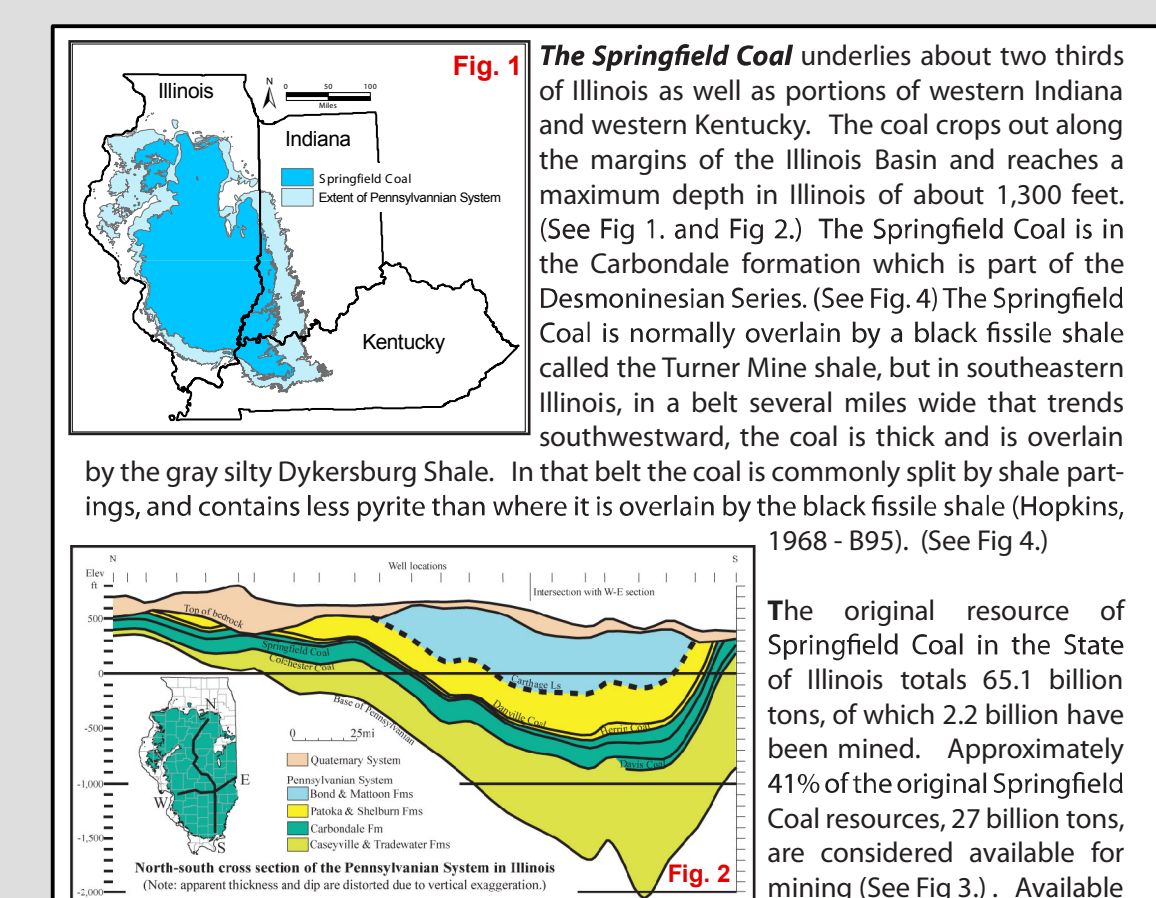 Fig. 1
N
0 50 100
Miles
Illinois
Indiana
Springfield Coal
Extent of Pennsylvannian System
Kentucky
The Springfield Coal underlies about two thirds
of Illinois as well as portions of western Indiana
and western Kentucky. The coal crops out along
the margins of the Illinois Basin and reaches a
maximum depth in Illinois of about 1,300 feet.
(See Fig 1. and Fig 2.) The Springfield Coal is in
the Carbondale formation which is part of the
Desmoninesian Series. (See Fig. 4) The Springfield
Coal is normally overlain by a black fissile shale
called the Turner Mine shale, but in southeastern
Illinois, in a belt several miles wide that trends
southwestward, the coal is thick and is overlain
by the gray silty Dykersburg Shale. In that belt the coal is commonly split by shale part-
ings, and contains less pyrite than where it is overlain by the black fissile shale (Hopkins,
1968 - B95). (See Fig 4.)
N
S
Well locations
Elev
ft
Intersection with W-E section
500
0
-500
-1,000
-1,500
-2,000
Top of bedrock
Springfield Coal
Colchester Coal
Base of Pennsylvanian
Carthage Ls.
Danville Coal
Herrin Coal
Davis Coal
N
E
W
S
0 25mi
Quaternary System
Pennsylvanian System
Bond & Mattoon Fms
Patoka & Shelburn Fms
Carbondale Fm
Caseyville & Tradewater Fms
North-south cross section of the Pennsylvanian System in Illinois
(Note: apparent thickness and dip are distorted due to vertical exaggeration.)
Fig. 2
The original resource of
Springfield Coal in the State
of Illinois totals 65.1 billion
tons, of which 2.2 billion have
been mined. Approximately
41% of the original Springfield
Coal resources, 27 billion tons,
are considered available for
mining (See Fig 3.) . Available